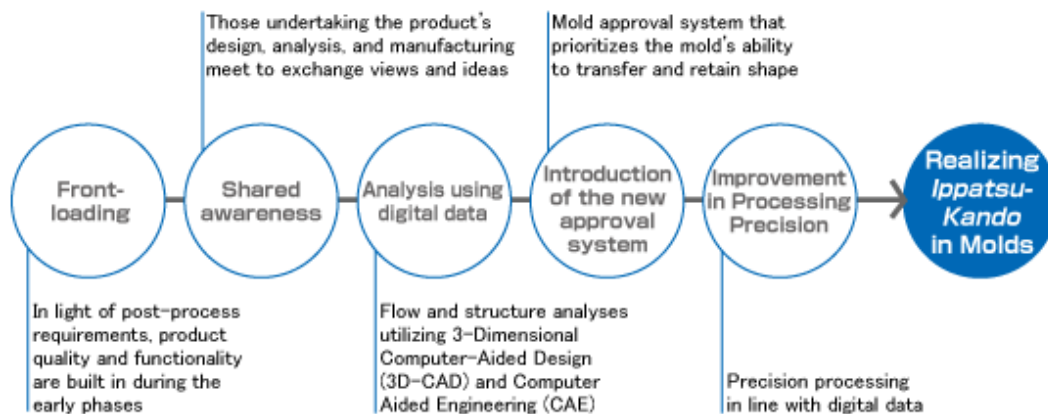 Those undertaking the product's
design, analysis, and manufacturing
meet to exchange views and ideas
Mold approval system that
prioritizes the mold's ability
to transfer and retain shape
Front-
loading
Shared
awareness
Analysis using
digital data
Introduction
of the new
approval
system
Improvement
in Processing
Precision
Realizing
Ippatsu-
Kando
in Molds
In light of post-process
requirements, product
quality and functionality
are built in during the
early phases
Flow and structure analyses
utilizing 3-Dimensional
Computer-Aided Design
(3D-CAD) and Computer
Aided Engineering (CAE)
Precision processing
in line with digital data